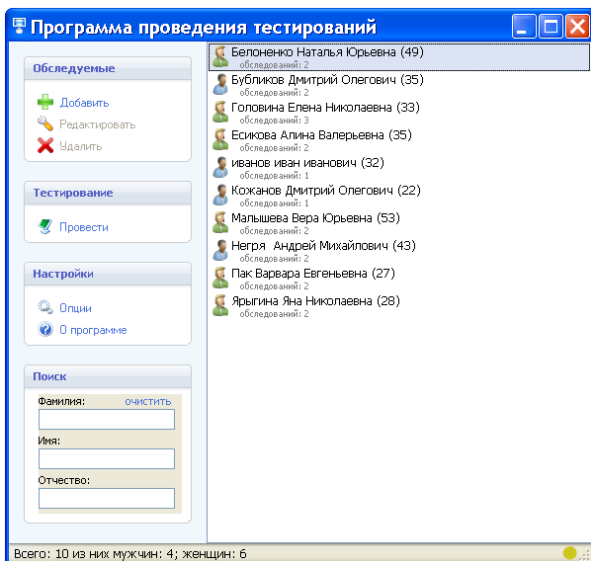 Программа проведения тестирований
Обследуемые
Добавить
Редактировать
Удалить
Тестирование
Провести
Настройки
Опции
О программе
Поиск
Фамилия: очистить
Имя:
Отчество:
Белоненко Наталья Юрьевна (49)
обследований: 2
Бубликов Дмитрий Олегович (35)
обследований: 2
Головина Елена Николаевна (33)
обследований: 3
Есикова Алина Валерьевна (35)
обследований: 2
иванов иван иванович (32)
обследований: 1
Кожанов Дмитрий Олегович (22)
обследований: 1
Малышева Вера Юрьевна (53)
обследований: 2
Негря Андрей Михайлович (43)
обследований: 2
Пак Варвара Евгеньевна (27)
обследований: 2
Ярыгина Яна Николаевна (28)
обследований: 2
Всего: 10 из них мужчин: 4; женщин: 6